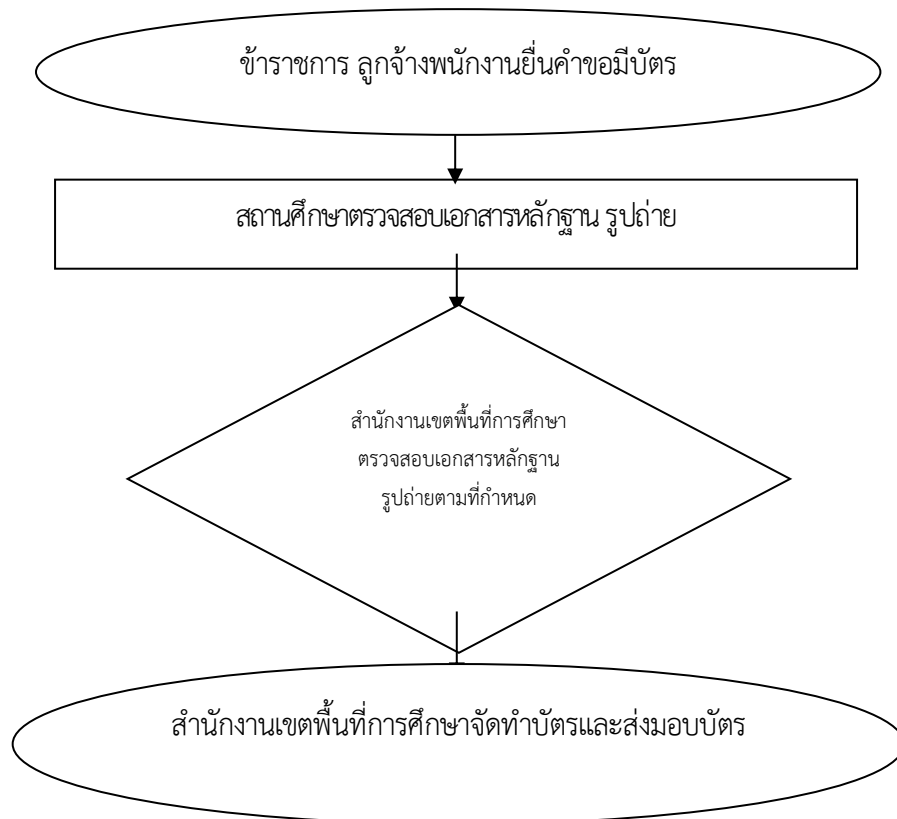 ข้าราชการ ลูกจ้างพนักงานยื่นคำขอมีบัตร
สถานศึกษาตรวจสอบเอกสารหลักฐาน รูปถ่าย
สำนักงานเขตพื้นที่การศึกษา
ตรวจสอบเอกสารหลักฐาน
รูปถ่ายตามที่กำหนด
สำนักงานเขตพื้นที่การศึกษาจัดทำบัตรและส่งมอบบัตร